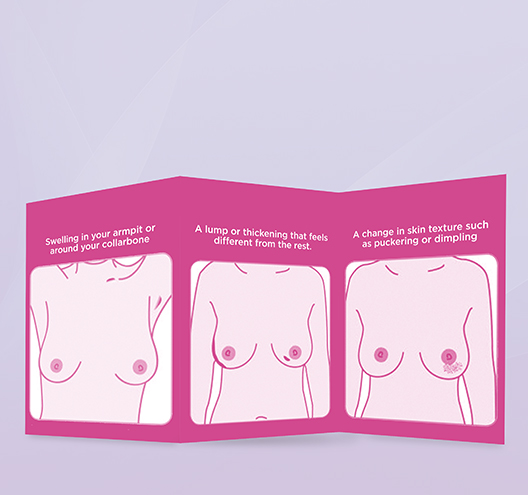 Swelling in your armpit or
around your collarbone
A lump or thickening that feels
different from the rest.
A change in skin texture such
as puckering or dimpling